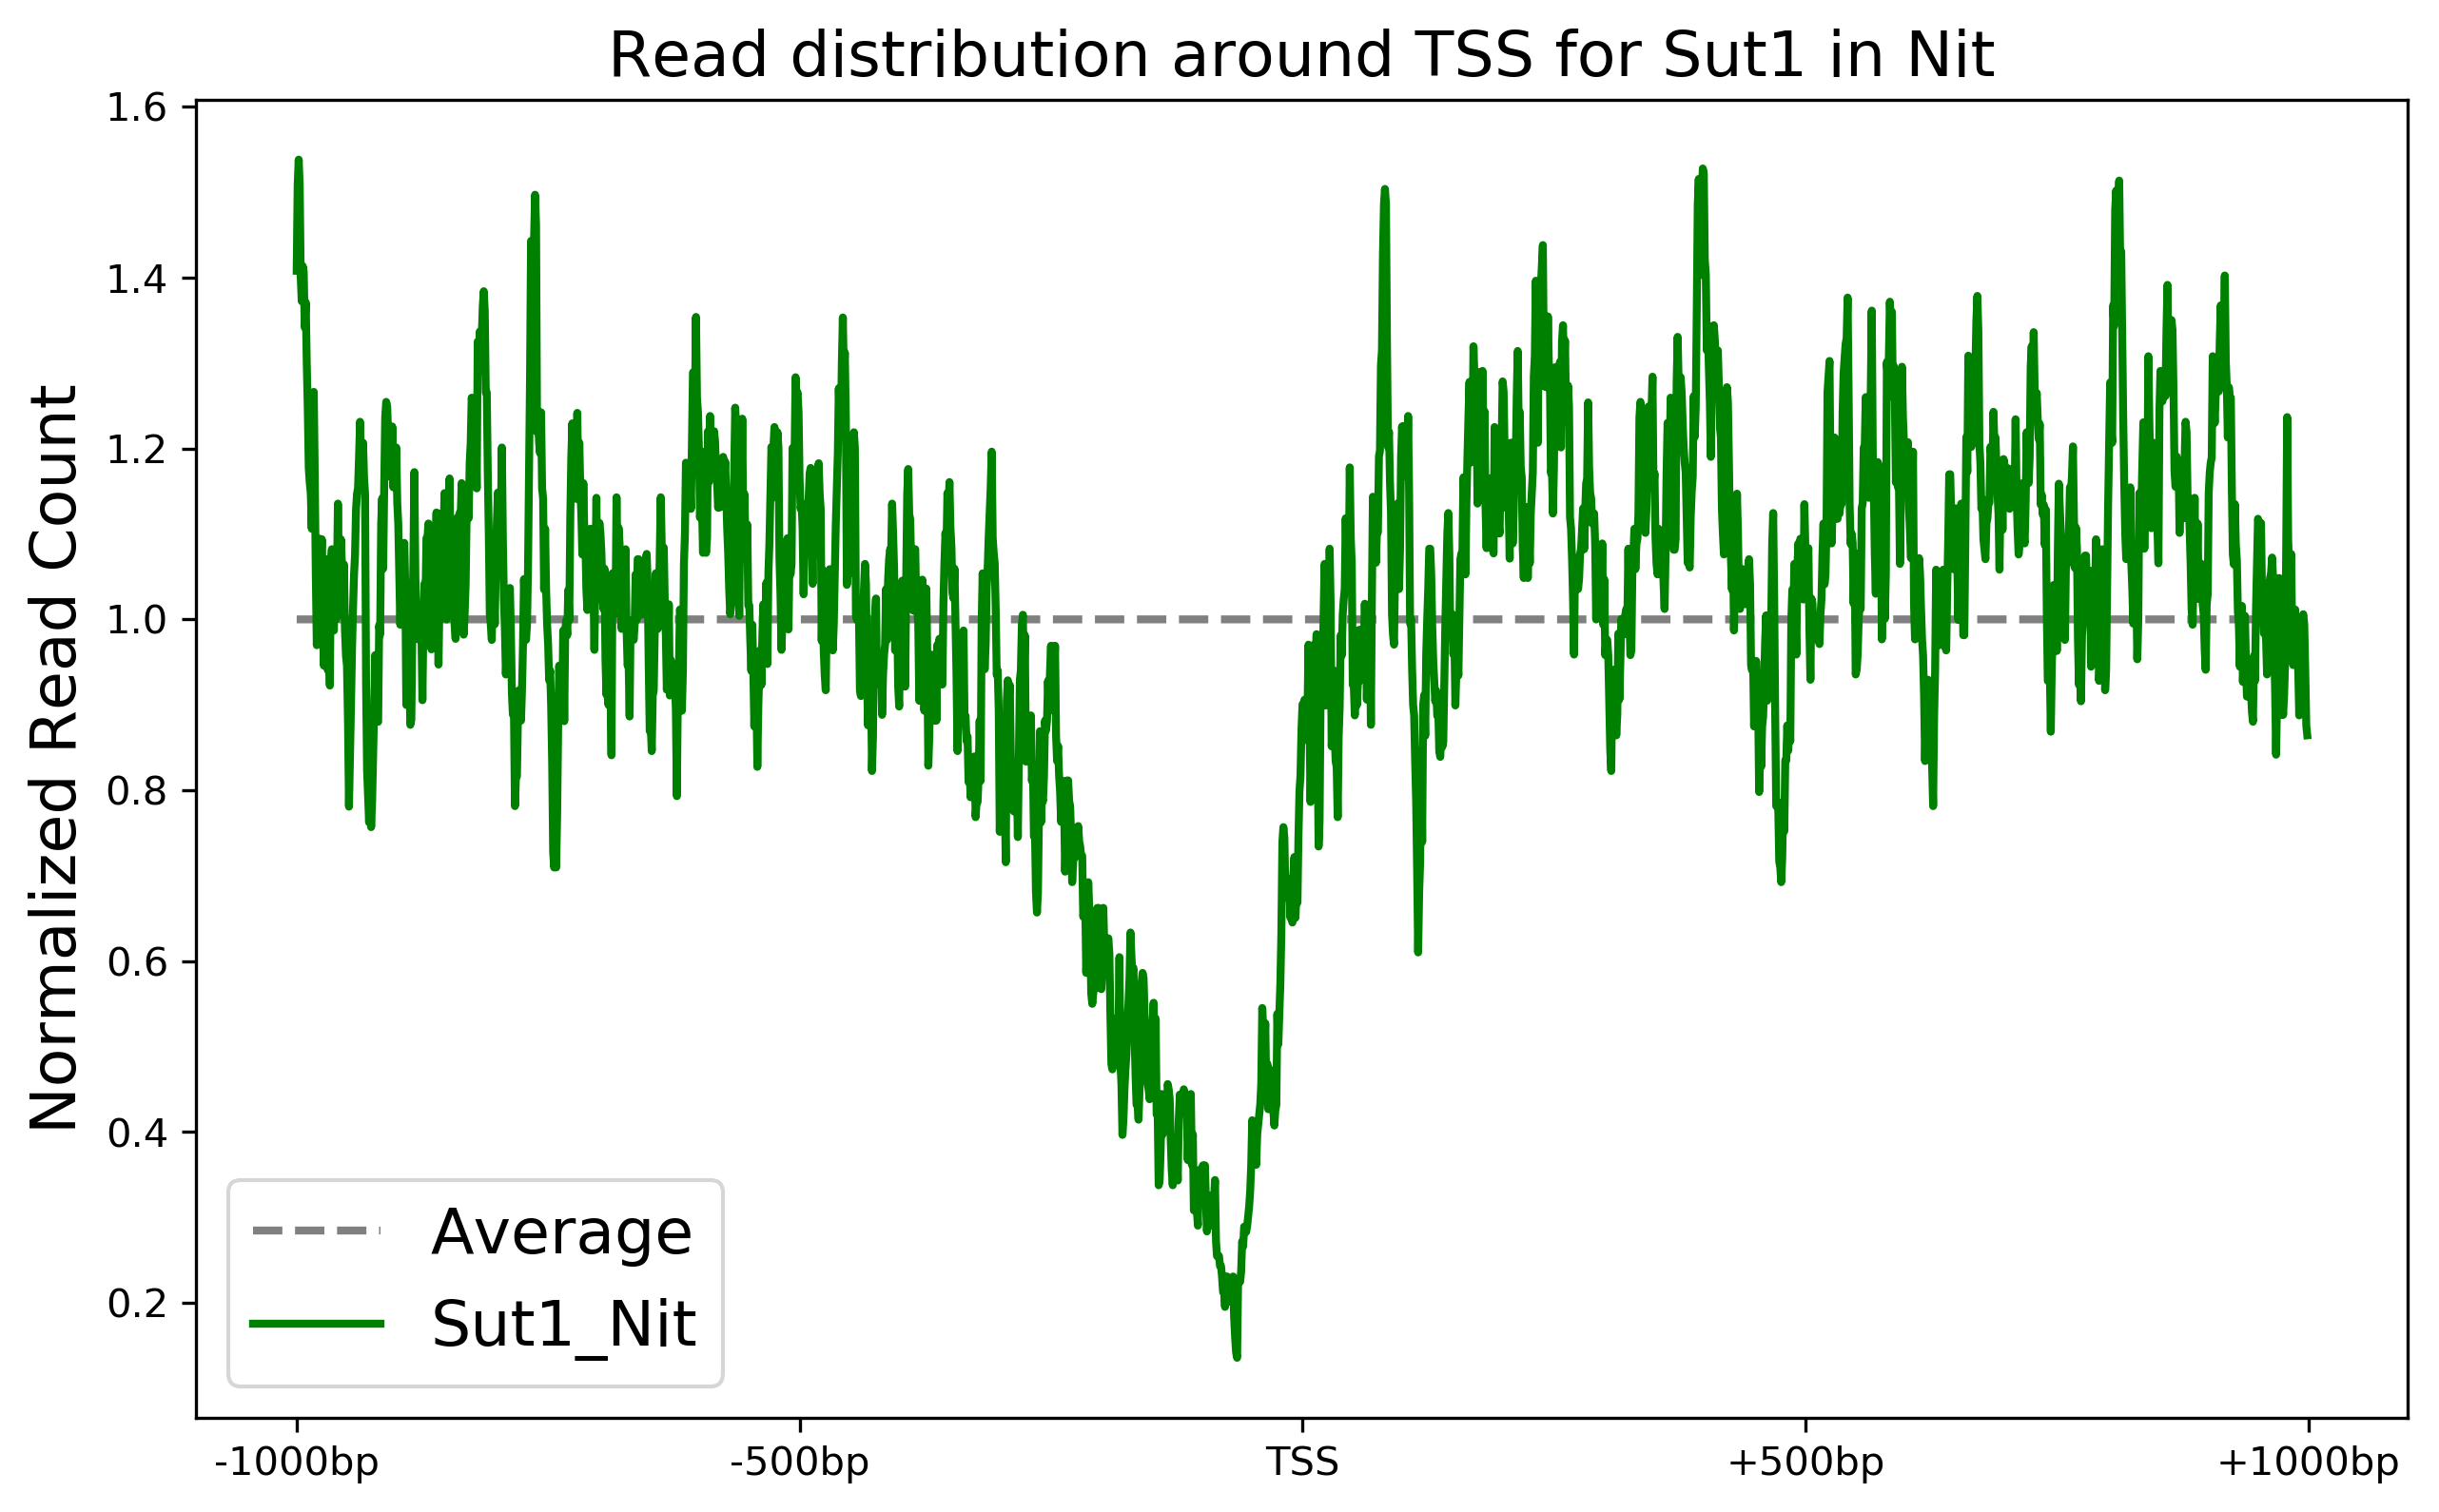 Read distribution around TSS for Sut1 in Nit
1.6
1.4
1.2
1.0
0.8
0.6
0.4
0.2
Normalized Read Count
Average
Sut1_Nit
-1000bp
-500bp
TSS
+500bp
+1000bp